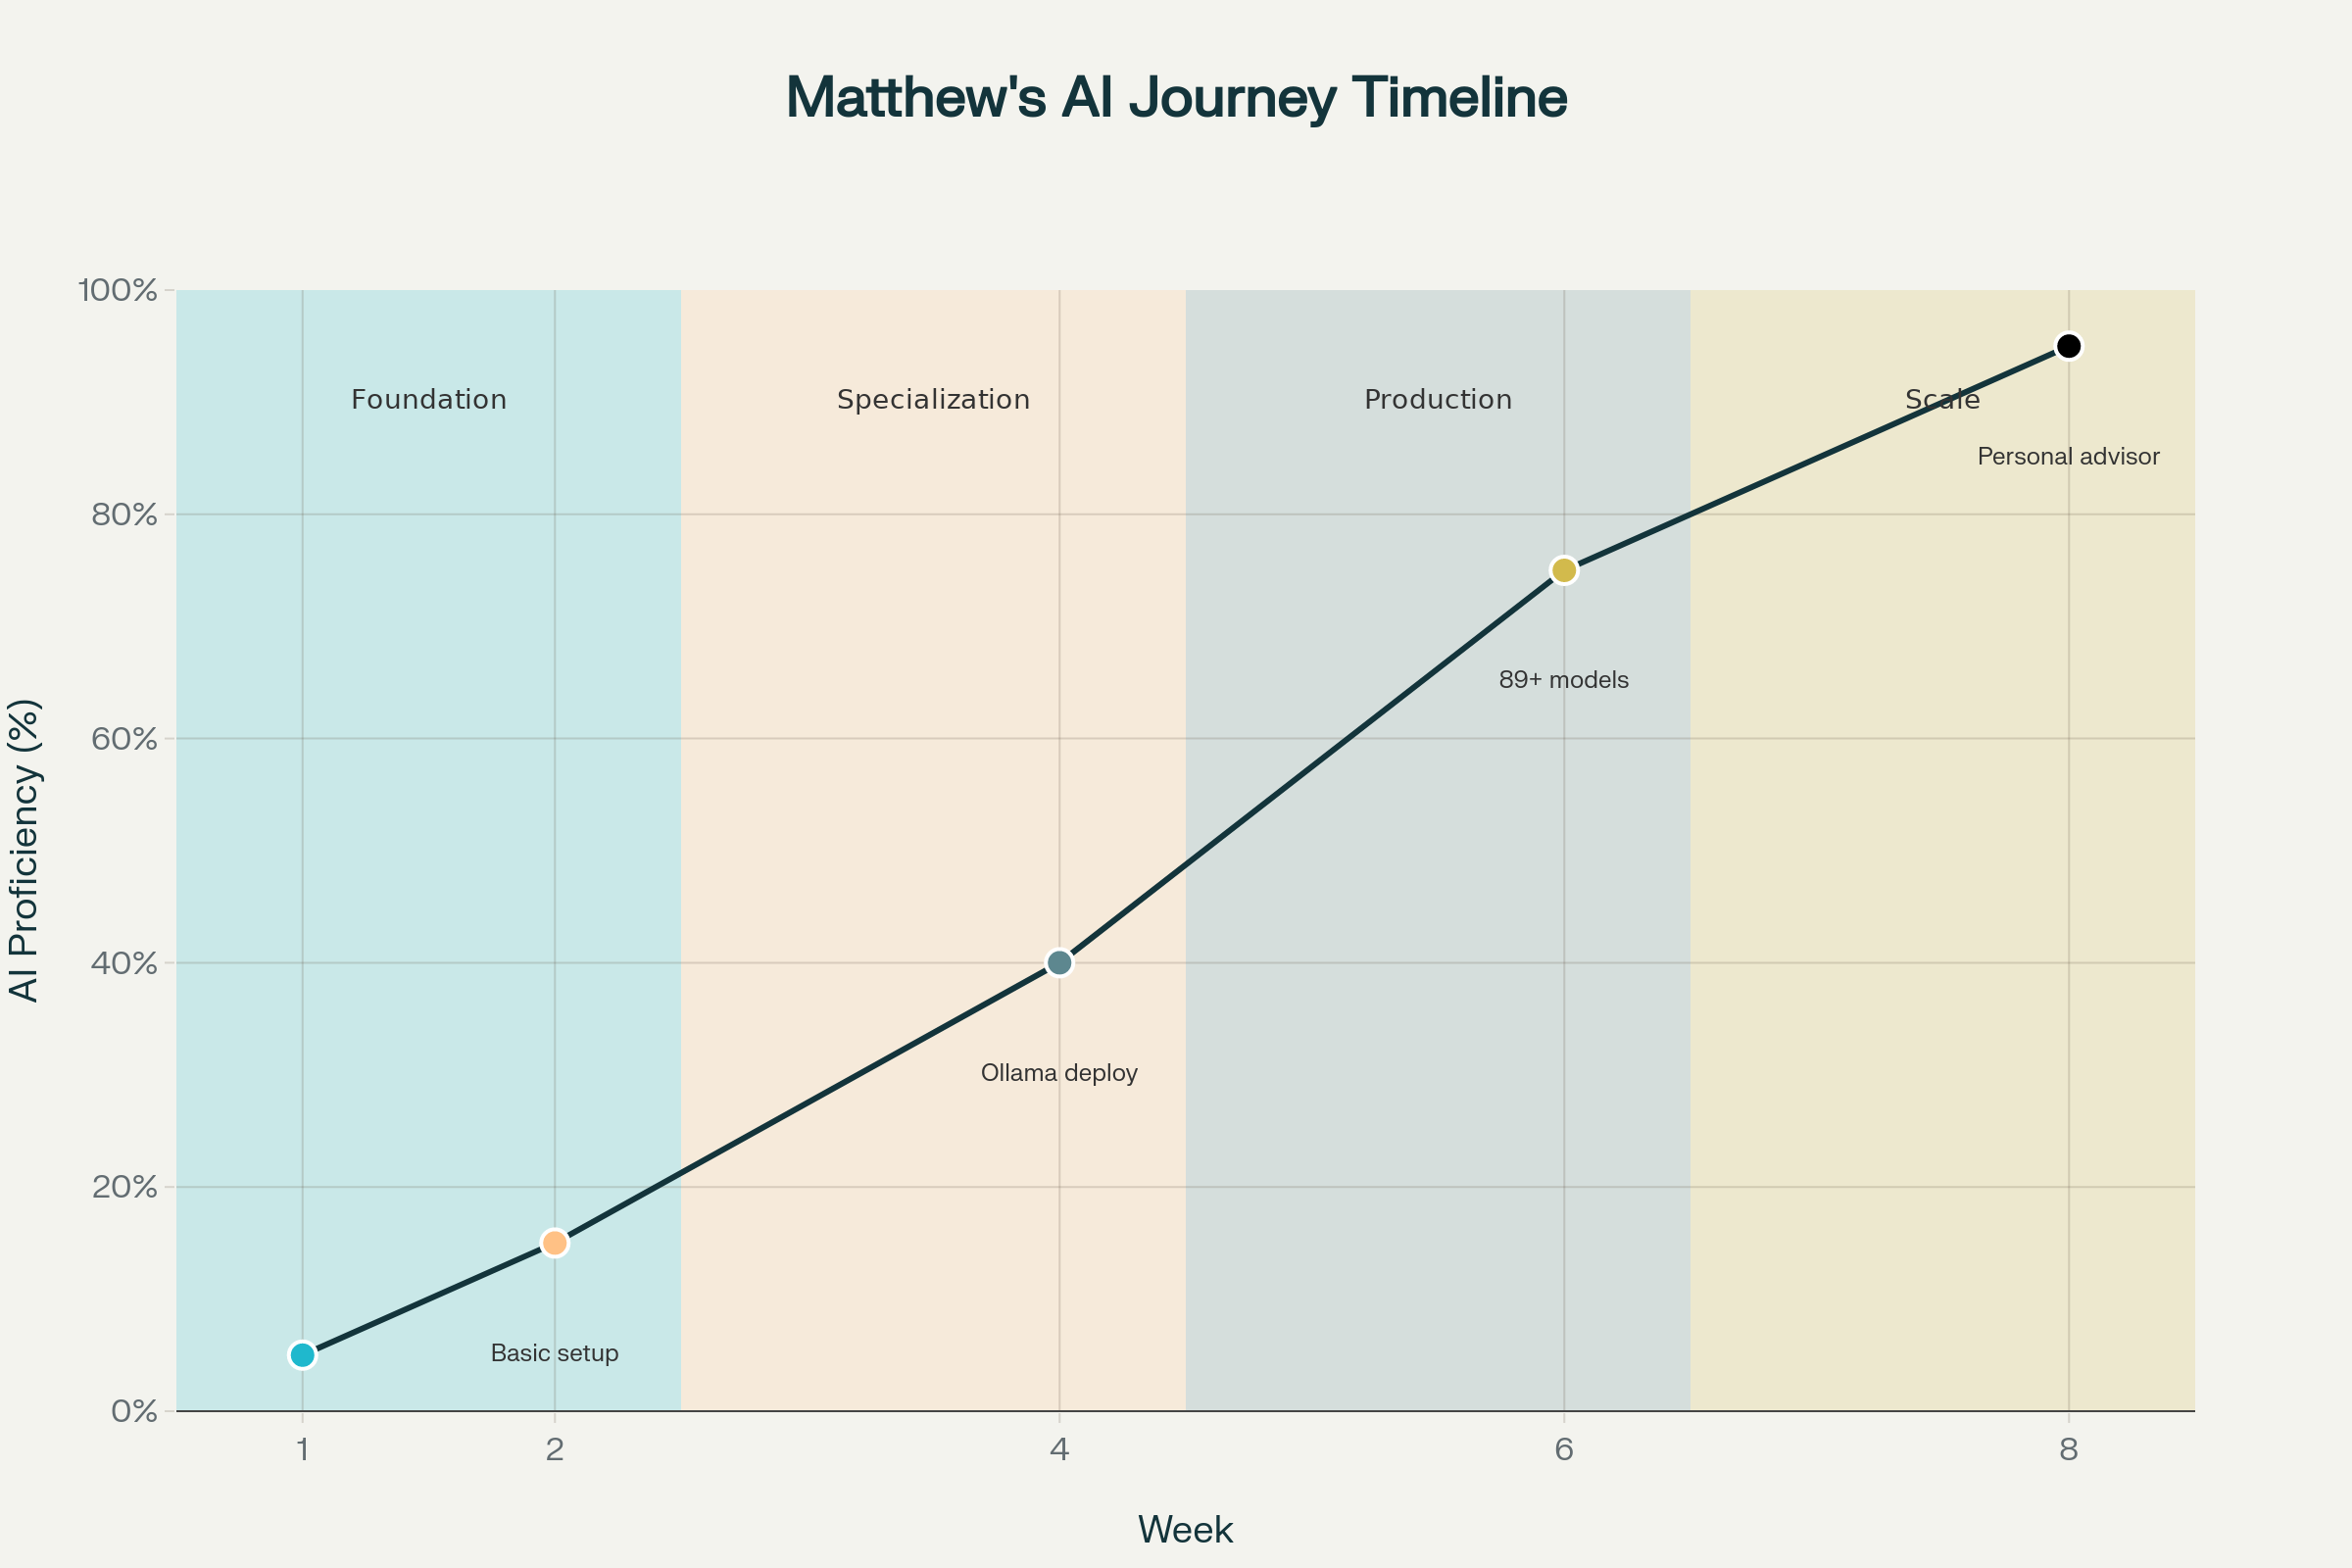 Matthew's AI Journey Timeline
100%
80%
60%
40%
20%
0%
AI Proficiency (%)
Foundation
Specialization
Production
Scale
Personal advisor
89+ models
Ollama deploy
Basic setup
1
2
4
6
8
Week